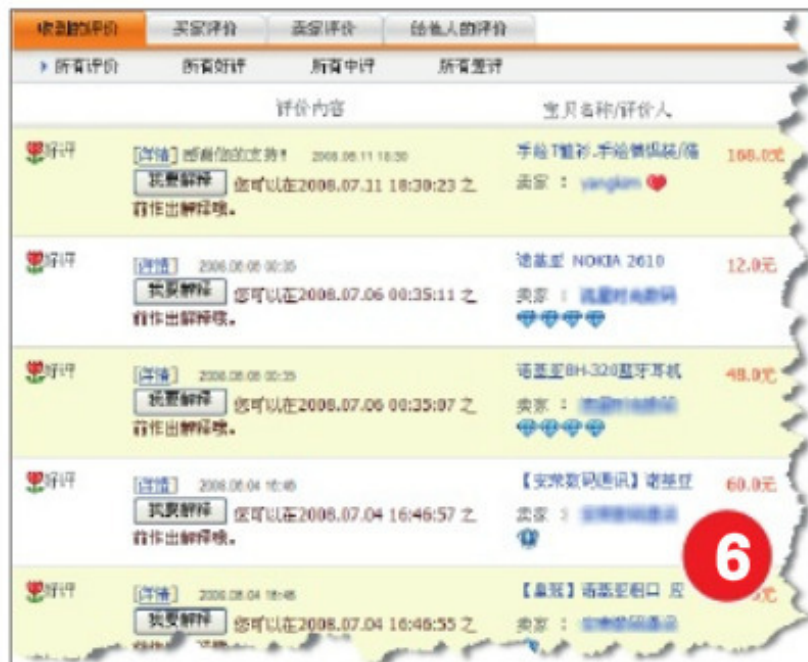 收到的评价 买家评价 卖家评价 给他人的评价
所有评价 所有好评 所有中评 所有差评
评价内容 宝贝名称/评价人
好评 [详情] 感谢您的支持! 2008.06.11 18:30 手绘T恤衫.手绘情侣装/情 168.0元
我要解释 您可以在2008.07.11 18:30:23 之 卖家 : yangkim
前作出解释哦。
好评 [详情] 2008.06.06 00:35 诺基亚 NOKIA 2610 12.0元
我要解释 您可以在2008.07.06 00:35:11 之 卖家 :
前作出解释哦。
好评 [详情] 2008.06.06 00:35 诺基亚BH-320蓝牙耳机 48.0元
我要解释 您可以在2008.07.06 00:35:07 之 卖家 :
前作出解释哦。
好评 [详情] 2008.06.04 16:46 【安荣数码通讯】诺基亚 60.0元
我要解释 您可以在2008.07.04 16:46:57 之 卖家 :
前作出解释哦。
6
好评 [详情] 2008.06.04 16:46 【皇冠】诺基亚粗口 应 元
我要解释 您可以在2008.07.04 16:46:55 之 卖家 :